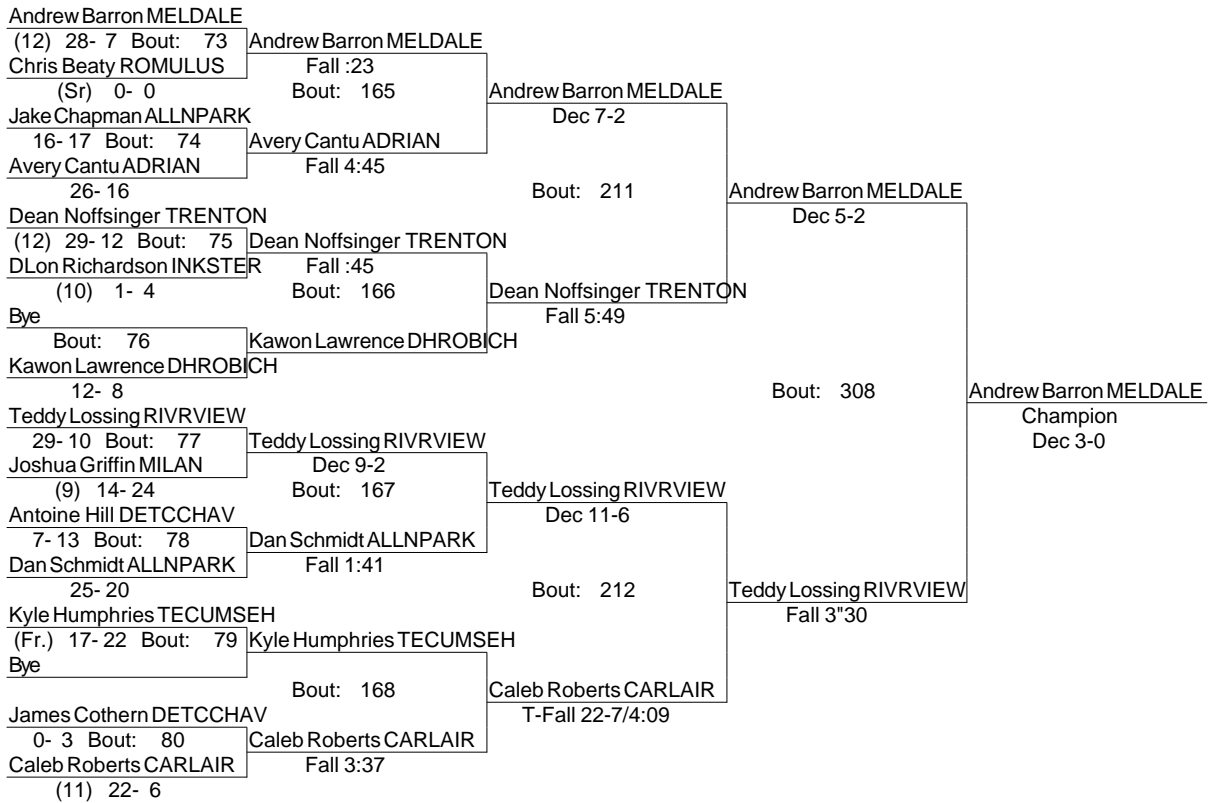 Andrew Barron MELDALE
(12) 28- 7 Bout: 73 Andrew Barron MELDALE
Chris Beaty ROMULUS Fall :23
(Sr) 0- 0 Bout: 165 Andrew Barron MELDALE
Jake Chapman ALLNPARK Dec 7-2
16- 17 Bout: 74 Avery Cantu ADRIAN
Avery Cantu ADRIAN Fall 4:45
26- 16 Bout: 211 Andrew Barron MELDALE
Dean Noffsinger TRENTON Dec 5-2
(12) 29- 12 Bout: 75 Dean Noffsinger TRENTON
DLon Richardson INKSTER Fall :45
(10) 1- 4 Bout: 166 Dean Noffsinger TRENTON
Bye Fall 5:49
Bout: 76 Kawon Lawrence DHROBICH
Kawon Lawrence DHROBICH
12- 8 Bout: 308 Andrew Barron MELDALE
Teddy Lossing RIVRVIEW Champion
29- 10 Bout: 77 Teddy Lossing RIVRVIEW Dec 3-0
Joshua Griffin MILAN Dec 9-2
(9) 14- 24 Bout: 167 Teddy Lossing RIVRVIEW
Antoine Hill DETCCHAV Dec 11-6
7- 13 Bout: 78 Dan Schmidt ALLNPARK
Dan Schmidt ALLNPARK Fall 1:41
25- 20 Bout: 212 Teddy Lossing RIVRVIEW
Kyle Humphries TECUMSEH Fall 3"30
(Fr.) 17- 22 Bout: 79 Kyle Humphries TECUMSEH
Bye
Bout: 168 Caleb Roberts CARLAIR
James Cothern DETCCHAV T-Fall 22-7/4:09
0- 3 Bout: 80 Caleb Roberts CARLAIR
Caleb Roberts CARLAIR Fall 3:37
(11) 22- 6